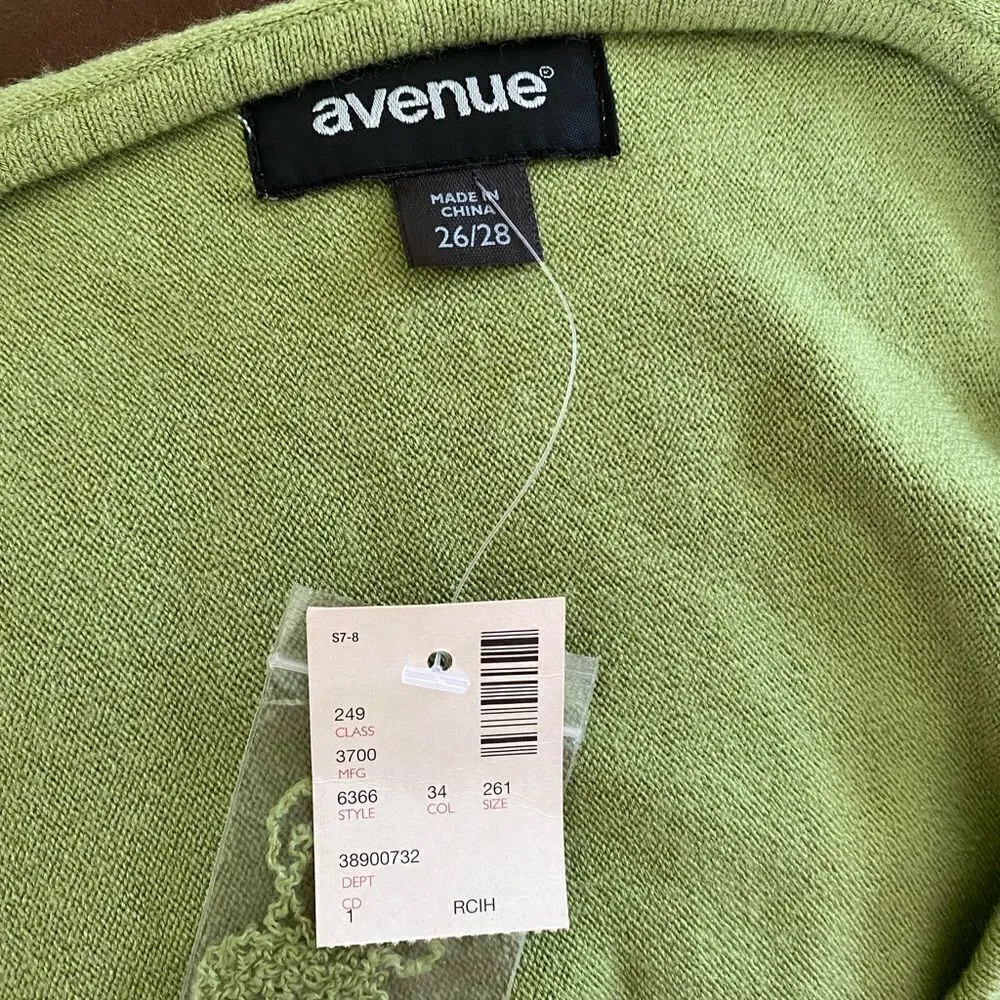 avenue®
MADE IN
CHINA
26/28
S7-8
249
CLASS
3700
MFG
6366 34 261
STYLE COL SIZE
38900732
DEPT
CD
1 RCIH